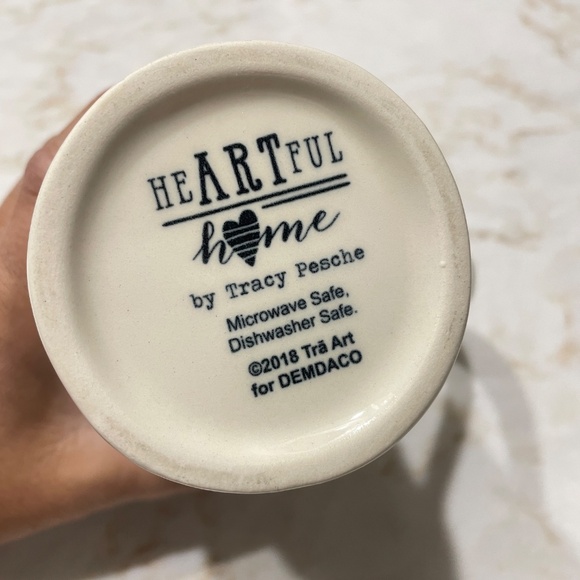 HEARTFUL
home
by Tracy Pesche
Microwave Safe,
Dishwasher Safe.
©2018 Trā Art
for DEMDACO